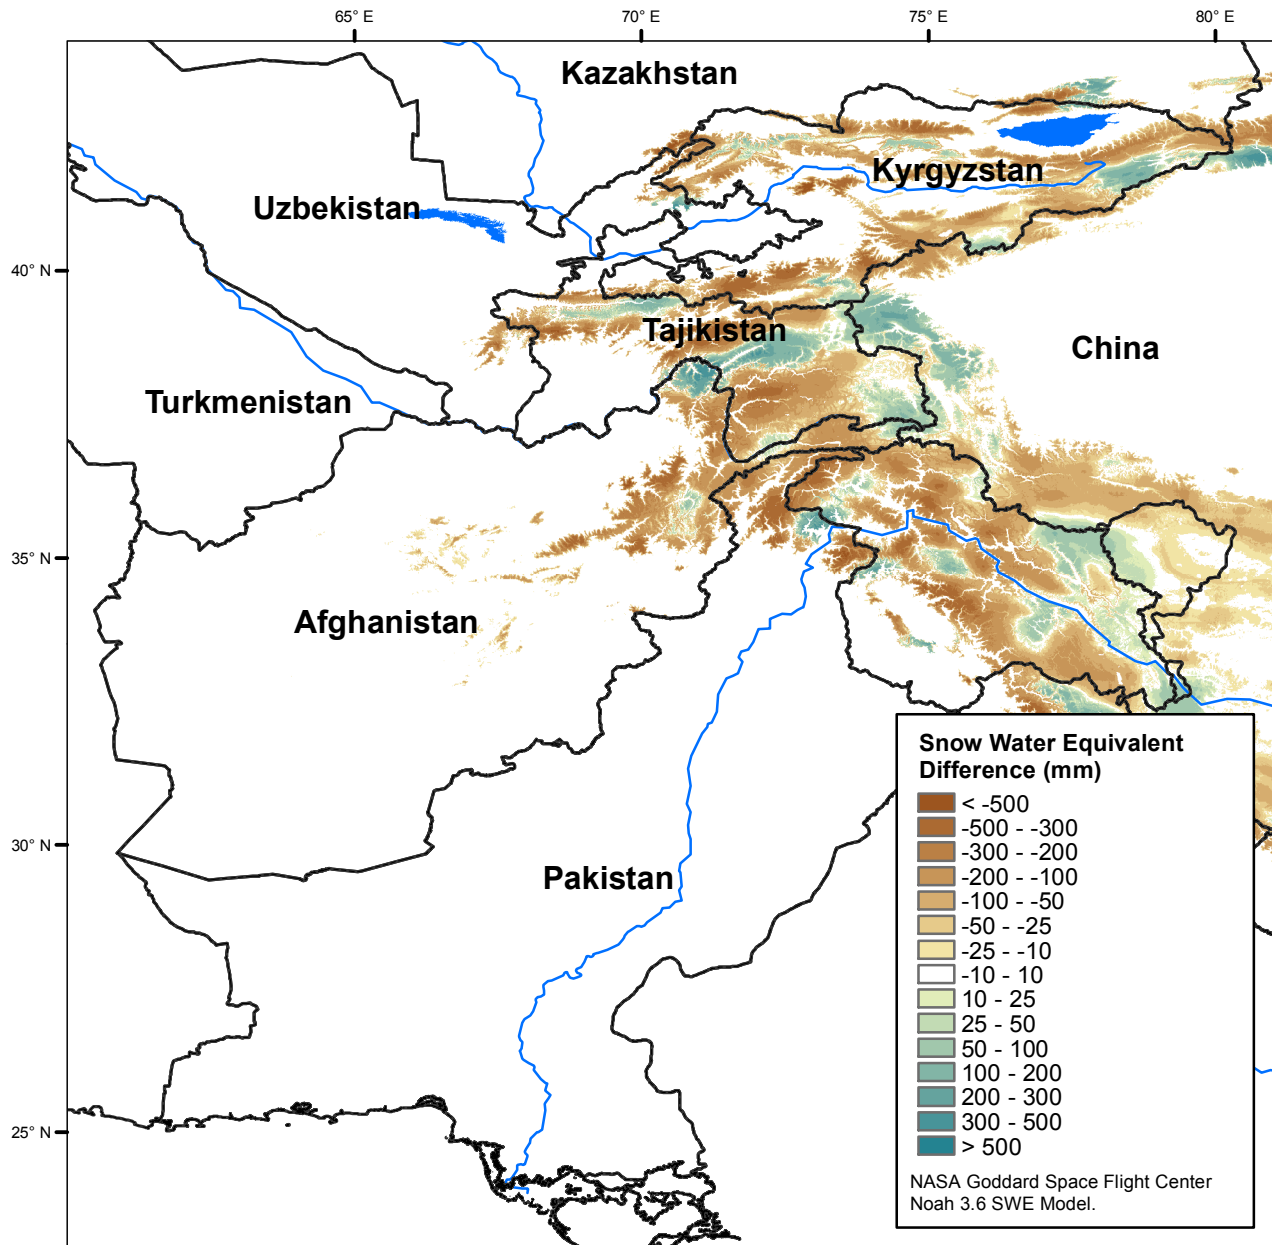 65° E
70° E
75° E
80° E
Kazakhstan
Kyrgyzstan
Uzbekistan
40° N
Tajikistan
China
Turkmenistan
35° N
Afghanistan
Snow Water Equivalent
Difference (mm)
< -500
-500 - -300
-300 - -200
-200 - -100
-100 - -50
-50 - -25
-25 - -10
-10 - 10
10 - 25
25 - 50
50 - 100
100 - 200
200 - 300
300 - 500
> 500
NASA Goddard Space Flight Center
Noah 3.6 SWE Model.
30° N
Pakistan
25° N